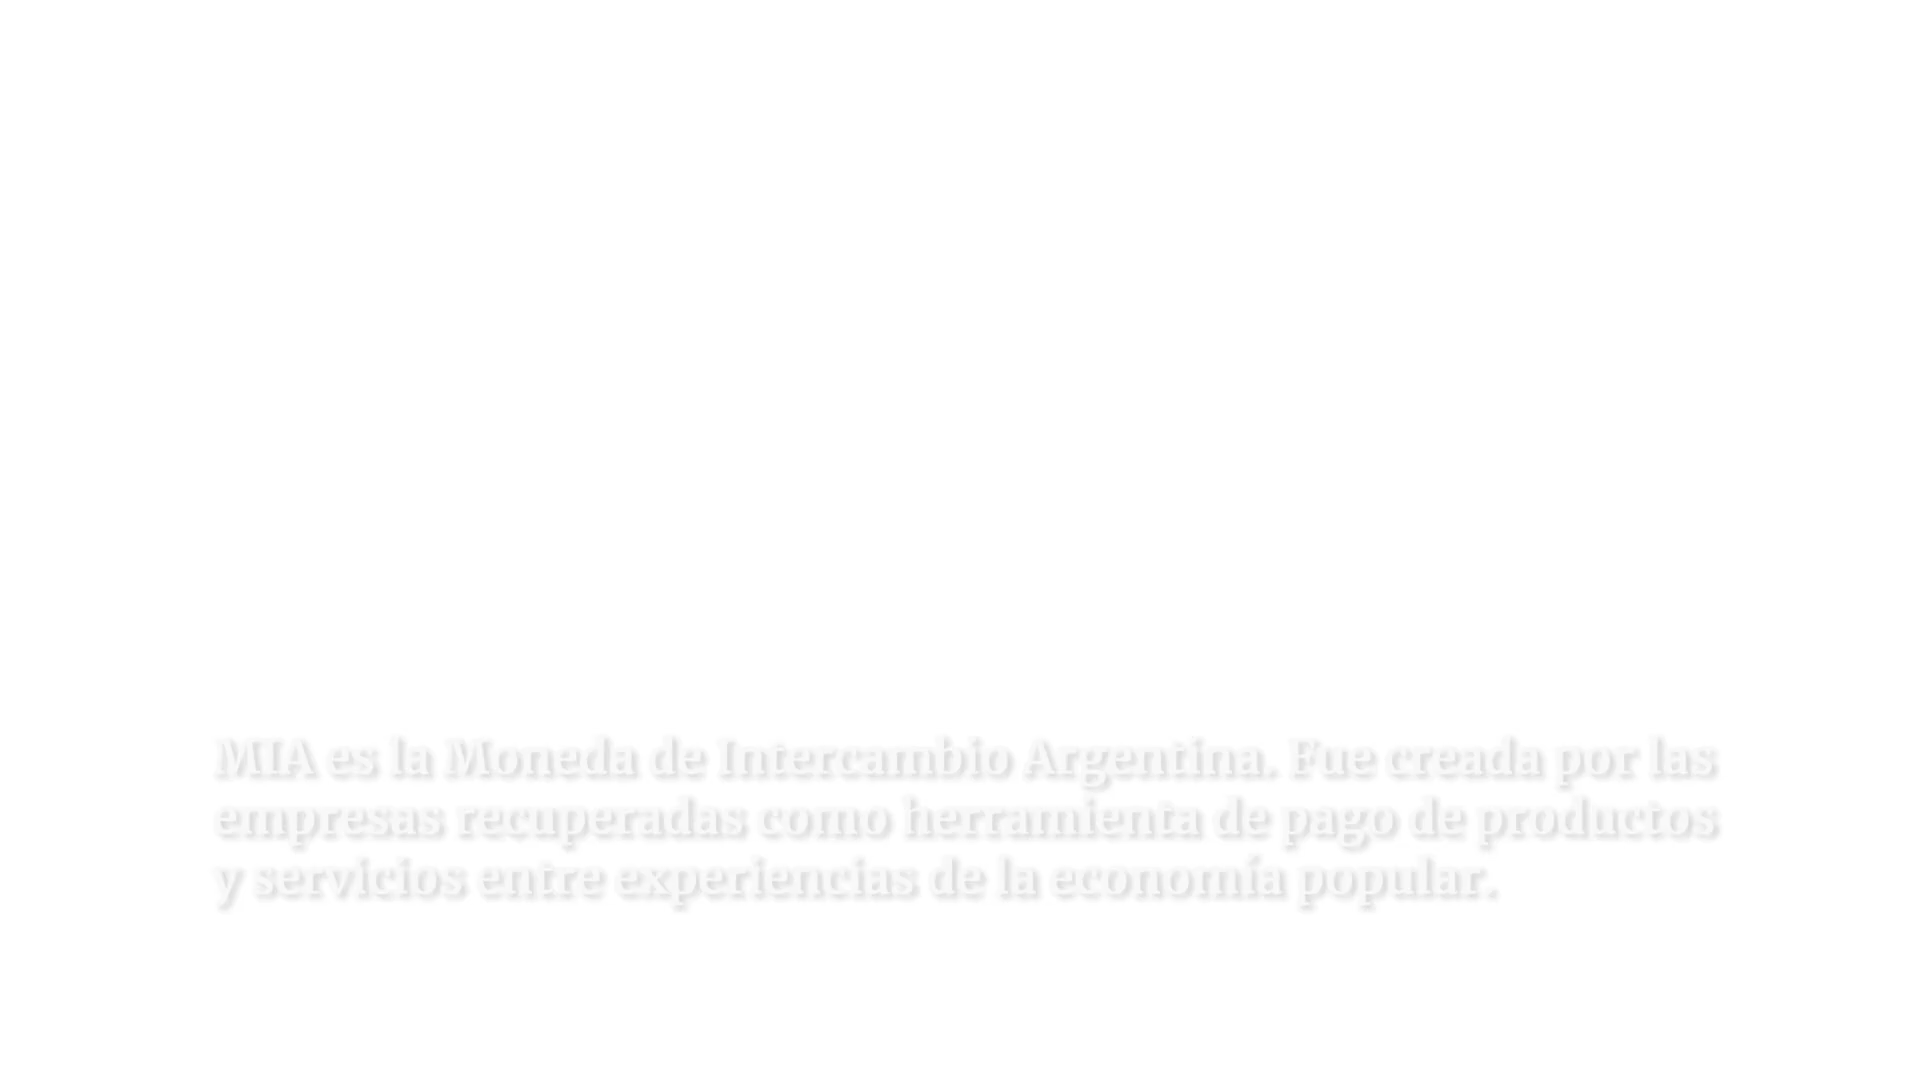 MIA es la Moneda de Intercambio Argentina. Fue creada por las
empresas recuperadas como herramienta de pago de productos
y servicios entre experiencias de la economía popular.